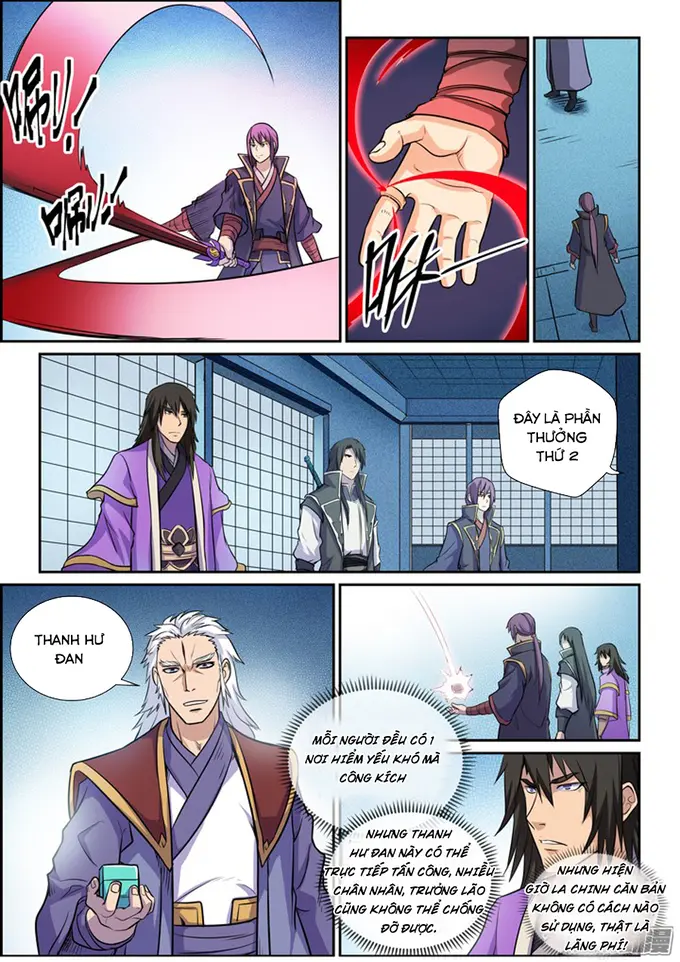 唰!
唰!
咻
ĐÂY LÀ PHẦN
THƯỞNG
THỨ 2
THANH HƯ
ĐAN
MỖI NGƯỜI ĐỀU CÓ 1
NƠI HIỂM YẾU KHÓ MÀ
CÔNG KÍCH
NHƯNG THANH
HƯ ĐAN NÀY CÓ THỂ
TRỰC TIẾP TẤN CÔNG, NHIỀU
CHÂN NHÂN, TRƯỞNG LÃO
CŨNG KHÔNG THỂ CHỐNG
ĐỠ ĐƯỢC.
NHƯNG HIỆN
GIỜ LA CHINH CĂN BẢN
KHÔNG CÓ CÁCH NÀO
SỬ DỤNG, THẬT LÀ
LÃNG PHÍ!